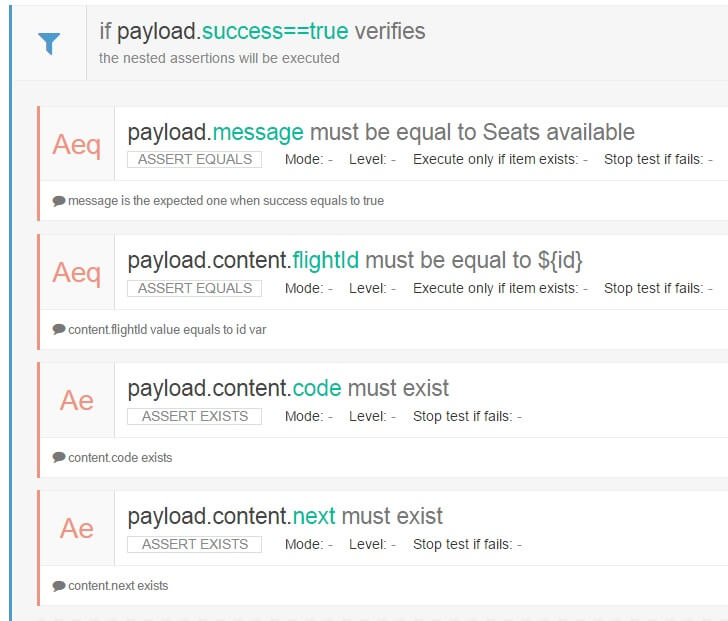 if payload.success==true verifies
the nested assertions will be executed
Aeq
payload.message must be equal to Seats available
ASSERT EQUALS Mode: - Level: - Execute only if item exists: - Stop test if fails: -
message is the expected one when success equals to true
Aeq
payload.content.flightId must be equal to ${id}
ASSERT EQUALS Mode: - Level: - Execute only if item exists: - Stop test if fails: -
content.flightId value equals to id var
Ae
payload.content.code must exist
ASSERT EXISTS Mode: - Level: - Stop test if fails: -
content.code exists
Ae
payload.content.next must exist
ASSERT EXISTS Mode: - Level: - Stop test if fails: -
content.next exists